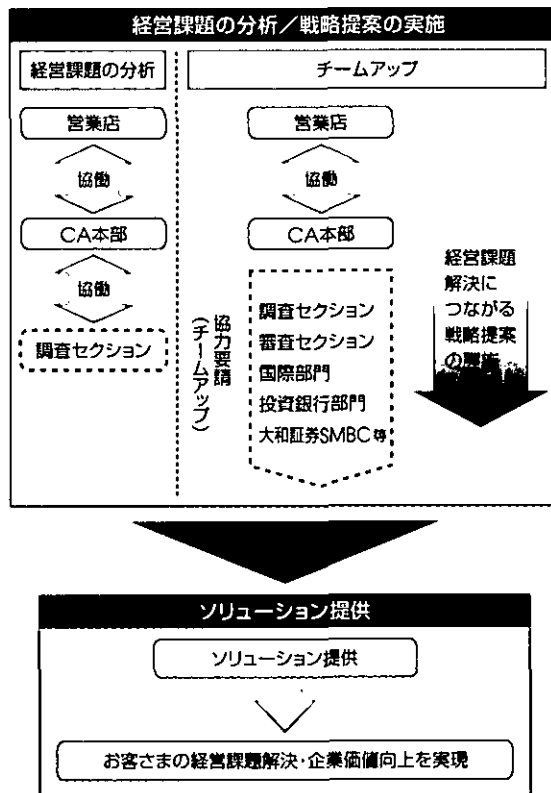 経営課題の分析／戦略提案の実施
経営課題の分析
営業店
協働
CA本部
協働
調査セクション
チームアップ
営業店
協働
CA本部
協力要請
(チームアップ)
調査セクション
審査セクション
国際部門
投資銀行部門
大和証券SMBC等
経営課題
解決に
つながる
戦略提案
の実施
ソリューション提供
ソリューション提供
お客さまの経営課題解決・企業価値向上を実現